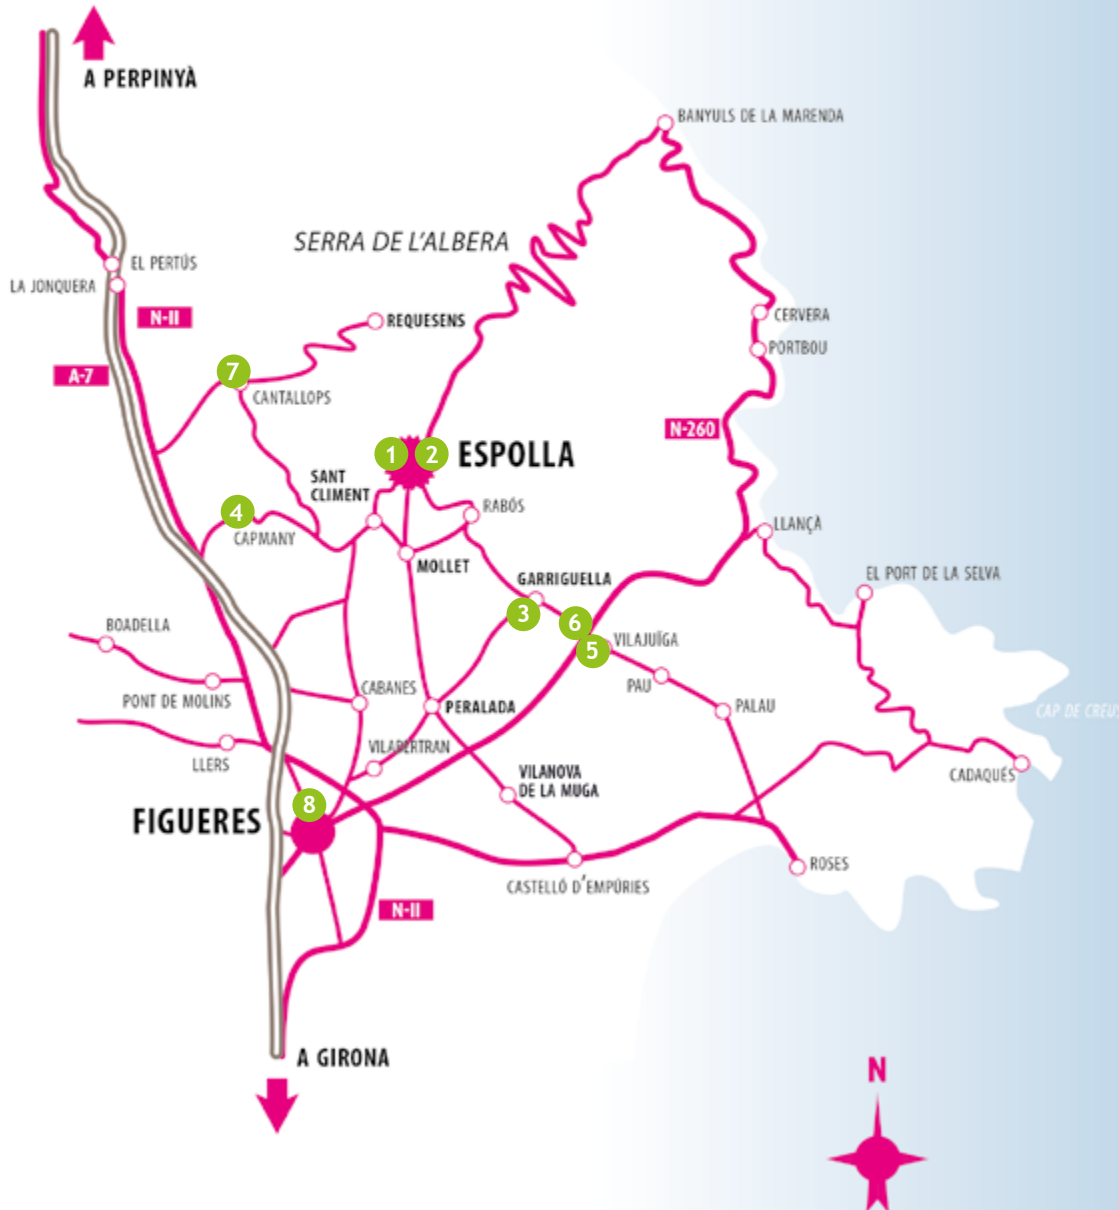 A PERPINYÀ
BANYULS DE LA MARENDA
SERRA DE L'ALBERA
EL PERTÚS
LA JONQUERA
N-II
CERVERA
REQUESENS
PORTBOU
A-7
7
CANTALLOPS
N-260
1
2
ESPOLLA
SANT
CLIMENT
RABÓS
4
CAPMANY
LLANÇÀ
MOLLET
EL PORT DE LA SELVA
GARRIGUELLA
3
6
BOADELLA
5
VILAJUÏGA
PAU
CABANES
PONT DE MOLINS
PERALADA
PALAU
CAP DE CREUS
VILABERTRAN
LLERS
VILANOVA
DE LA MUGA
CADAQUÉS
8
FIGUERES
ROSES
CASTELLÓ D'EMPÚRIES
N-II
A GIRONA
N